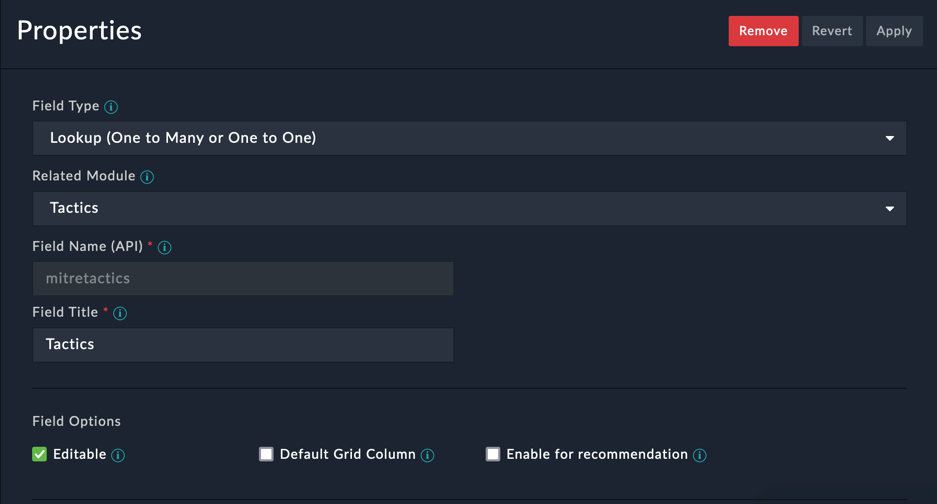 Properties
Remove Revert Apply
Field Type
Lookup (One to Many or One to One)
Related Module
Tactics
Field Name (API) *
mitretactics
Field Title *
Tactics
Field Options
Editable Default Grid Column Enable for recommendation